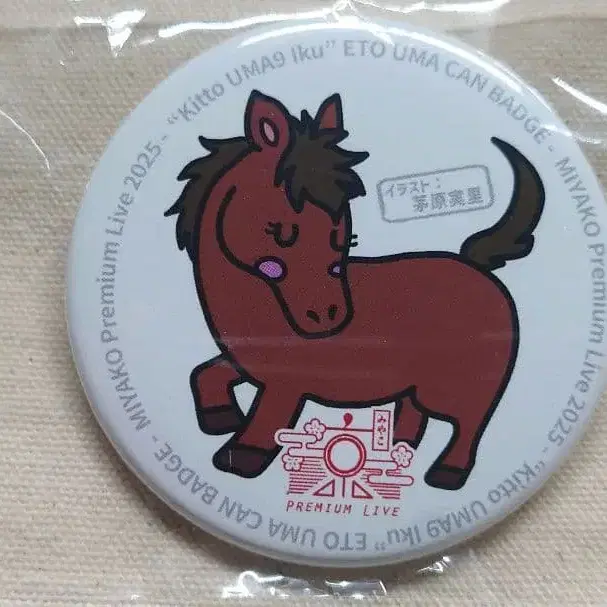 MIYAKO Premium Live 2025 - “Kitto UMA9 Iku” ETO UMA CAN BADGE - MIYAKO Premium Live 2025 - “Kitto UMA9 Iku” ETO UMA CAN BADGE -
イラスト：
茅原実里
みやこ
京
PREMIUM LIVE